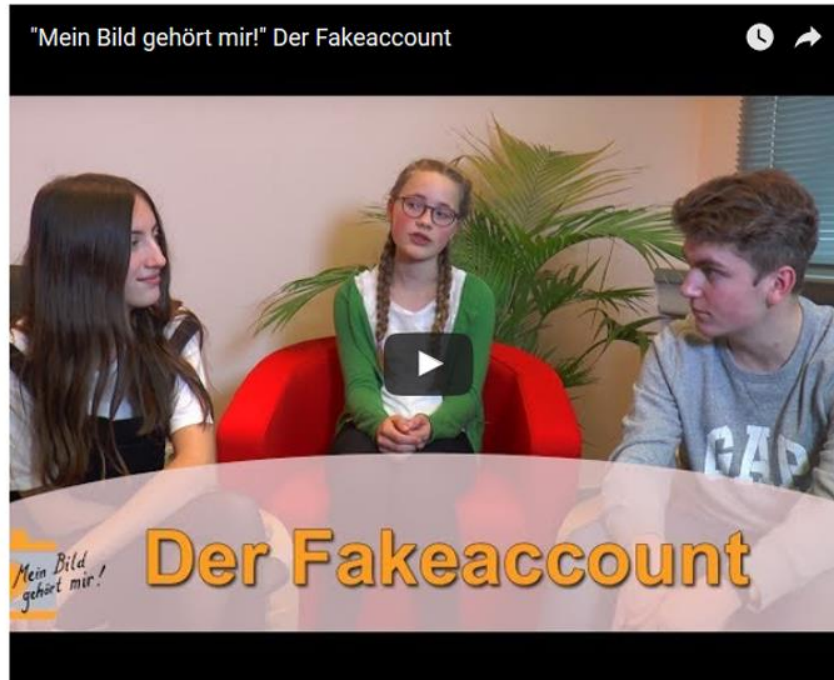 "Mein Bild gehört mir!" Der Fakeaccount
GAP
Der Fakeaccount
Mein Bild
gehört mir!